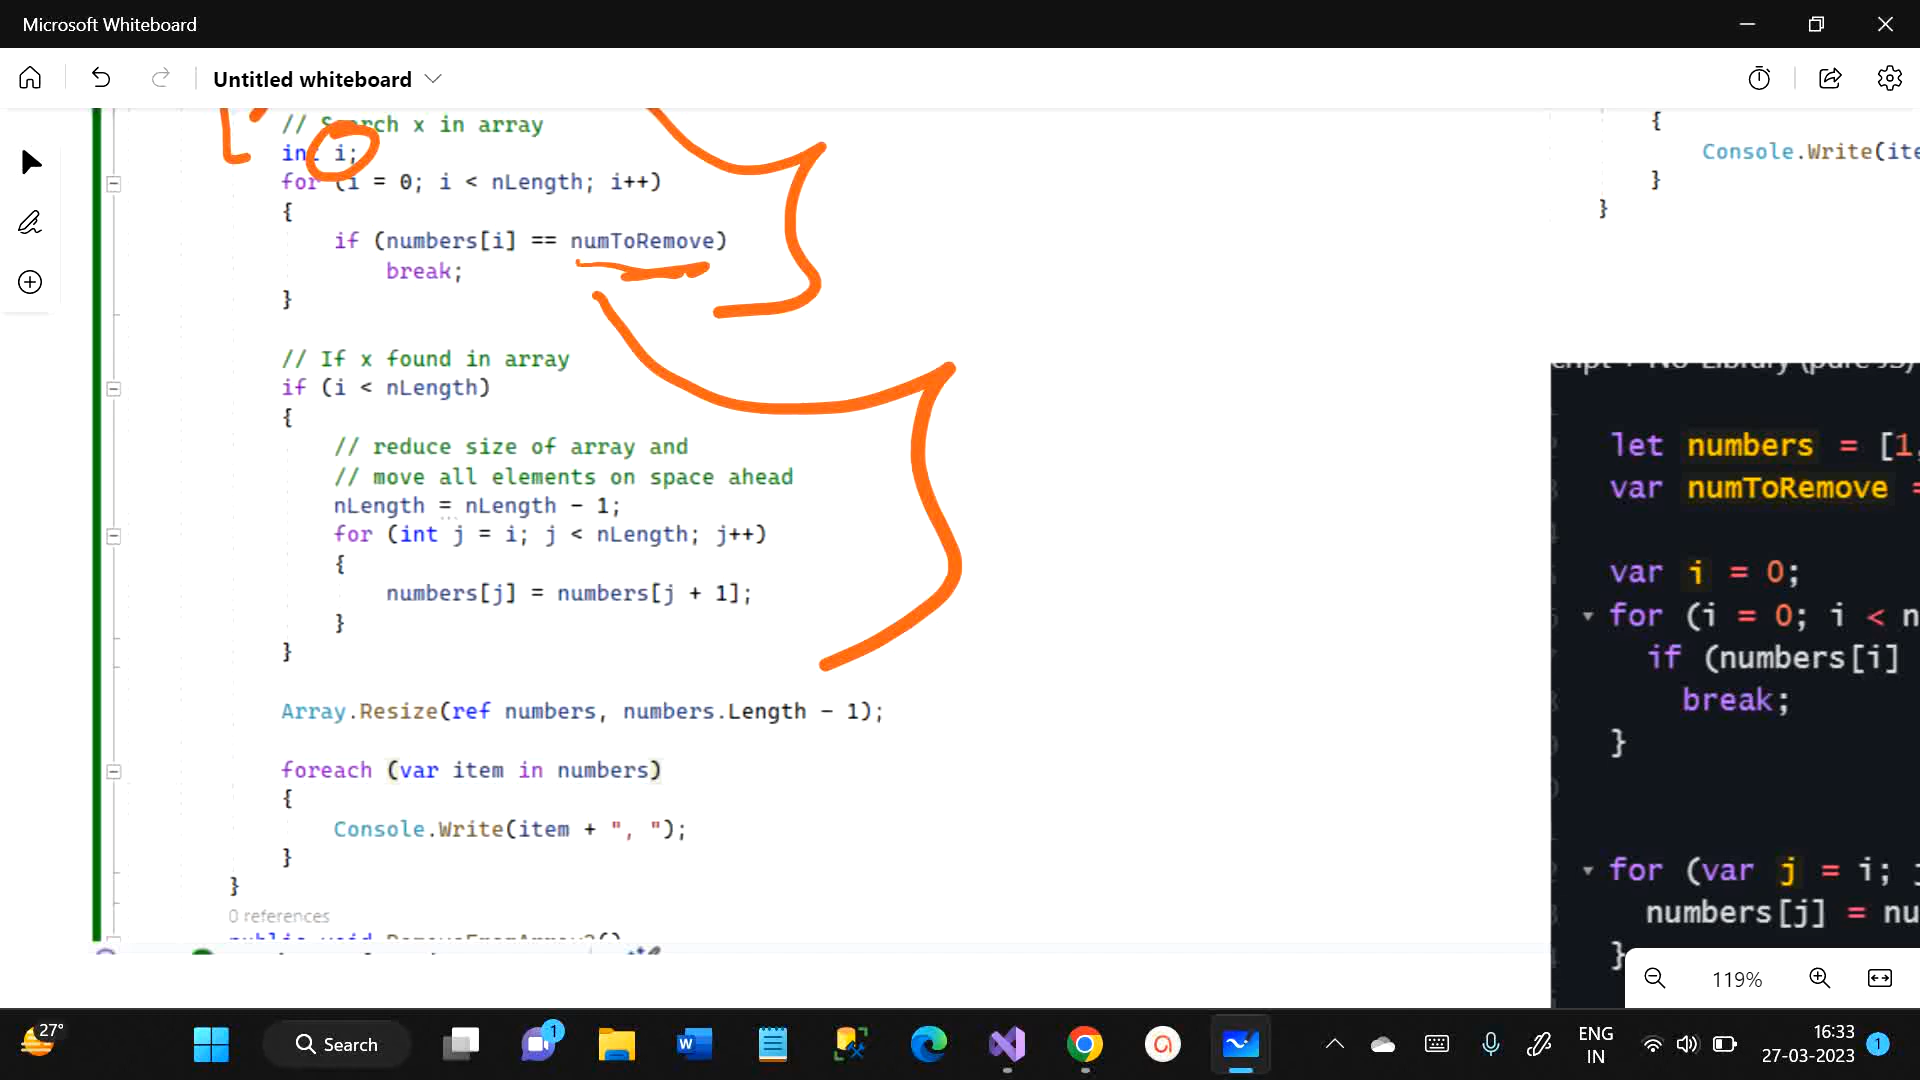 Microsoft Whiteboard
Untitled whiteboard
// Search x in array
int i;
for (i = 0; i < nLength; i++)
{
if (numbers[i] == numToRemove)
break;
}
// If x found in array
if (i < nLength)
{
// reduce size of array and
// move all elements on space ahead
nLength = nLength - 1;
for (int j = i; j < nLength; j++)
{
numbers[j] = numbers[j + 1];
}
}
Array.Resize(ref numbers, numbers.Length - 1);
foreach (var item in numbers)
{
Console.Write(item + ", ");
}
}
0 references
{
Console.Write(ite
}
}
let numbers = [1,
var numToRemove =
var i = 0;
for (i = 0; i < n
if (numbers[i]
break;
}
for (var j = i; j
numbers[j] = nu
}
119%
27°
Search
1
ENG
IN
16:33
27-03-2023
1